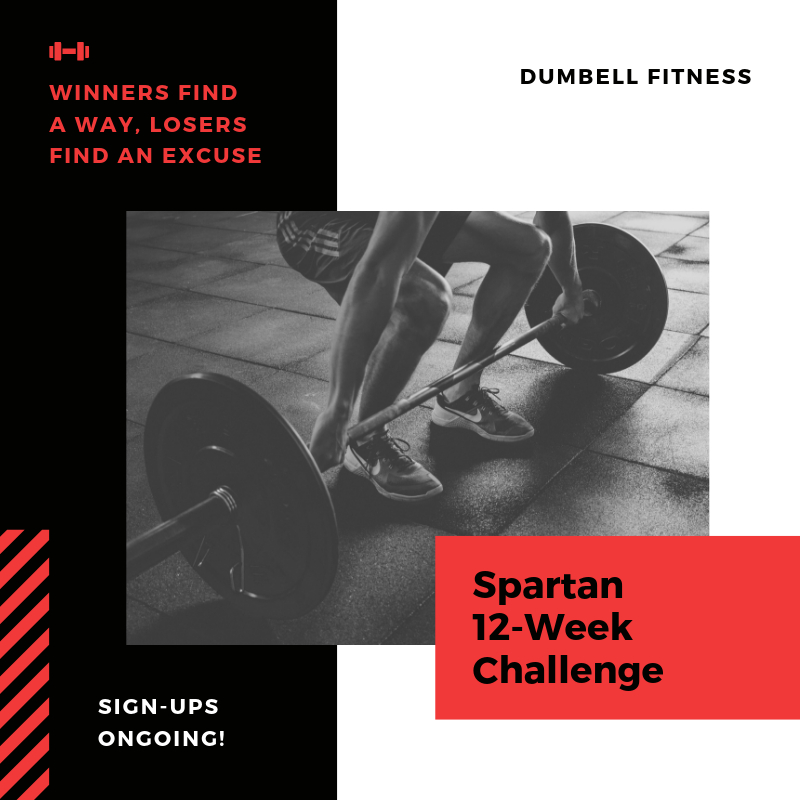 WINNERS FIND
A WAY, LOSERS
FIND AN EXCUSE
DUMBELL FITNESS
Spartan
12-Week
Challenge
SIGN-UPS
ONGOING!